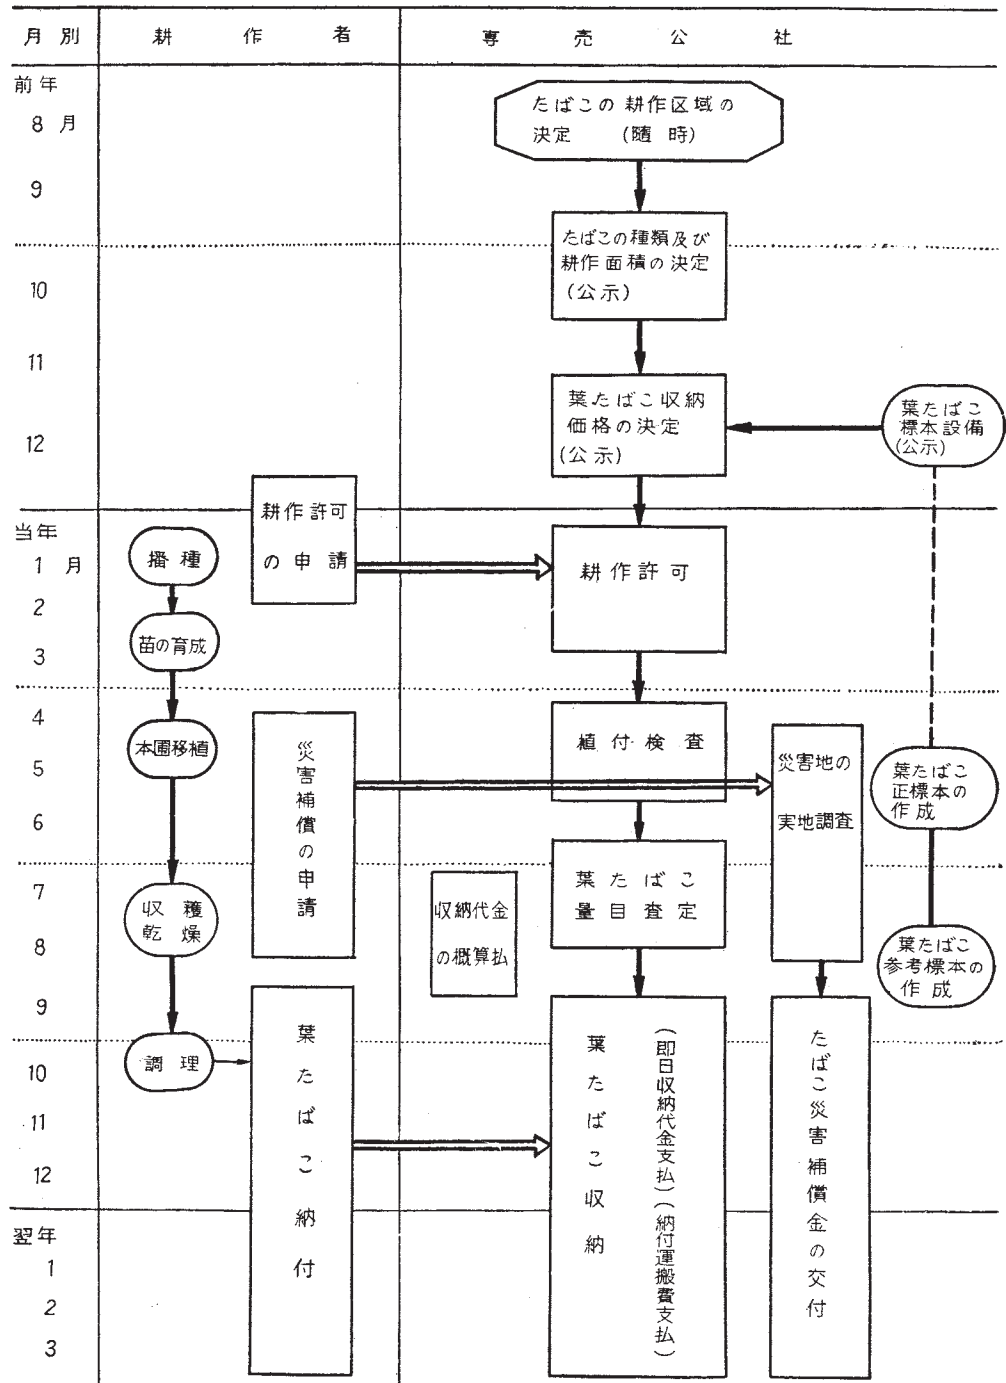 月別
耕作者
専売公社
前年
8月
9
10
11
12
当年
1月
2
3
4
5
6
7
8
9
10
11
12
翌年
1
2
3
播種
苗の育成
本圃移植
収穫
乾燥
調理
耕作許可
の申請
災害補償の申請
葉たばこ納付
たばこの耕作区域の
決定 (随時)
たばこの種類及び
耕作面積の決定
(公示)
葉たばこ収納
価格の決定
(公示)
耕作許可
植付検査
葉たばこ
量目査定
収納代金
の概算払
葉たばこ収納
(即日収納代金支払)(納付運搬費支払)
災害地の
実地調査
たばこ災害補償金の交付
葉たばこ
標本設備
(公示)
葉たばこ
正標本の
作成
葉たばこ
参考標本の
作成